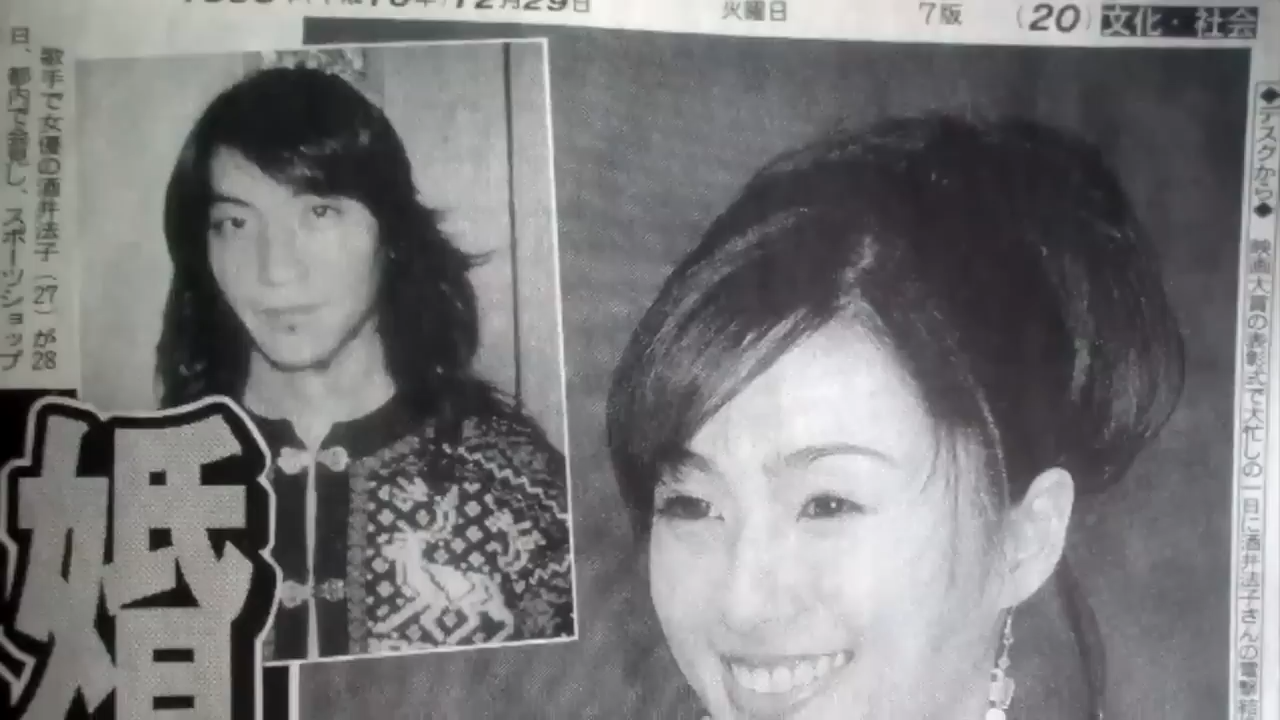 10年)12月29日 火曜日 7版 (20) 文化・社会
◆デスクから◆ 映画大賞の表彰式で大忙しの一日に酒井法子さんの電撃結
歌手で女優の酒井法子(27)が28
日、都内で会見し、スポーツショップ
婚